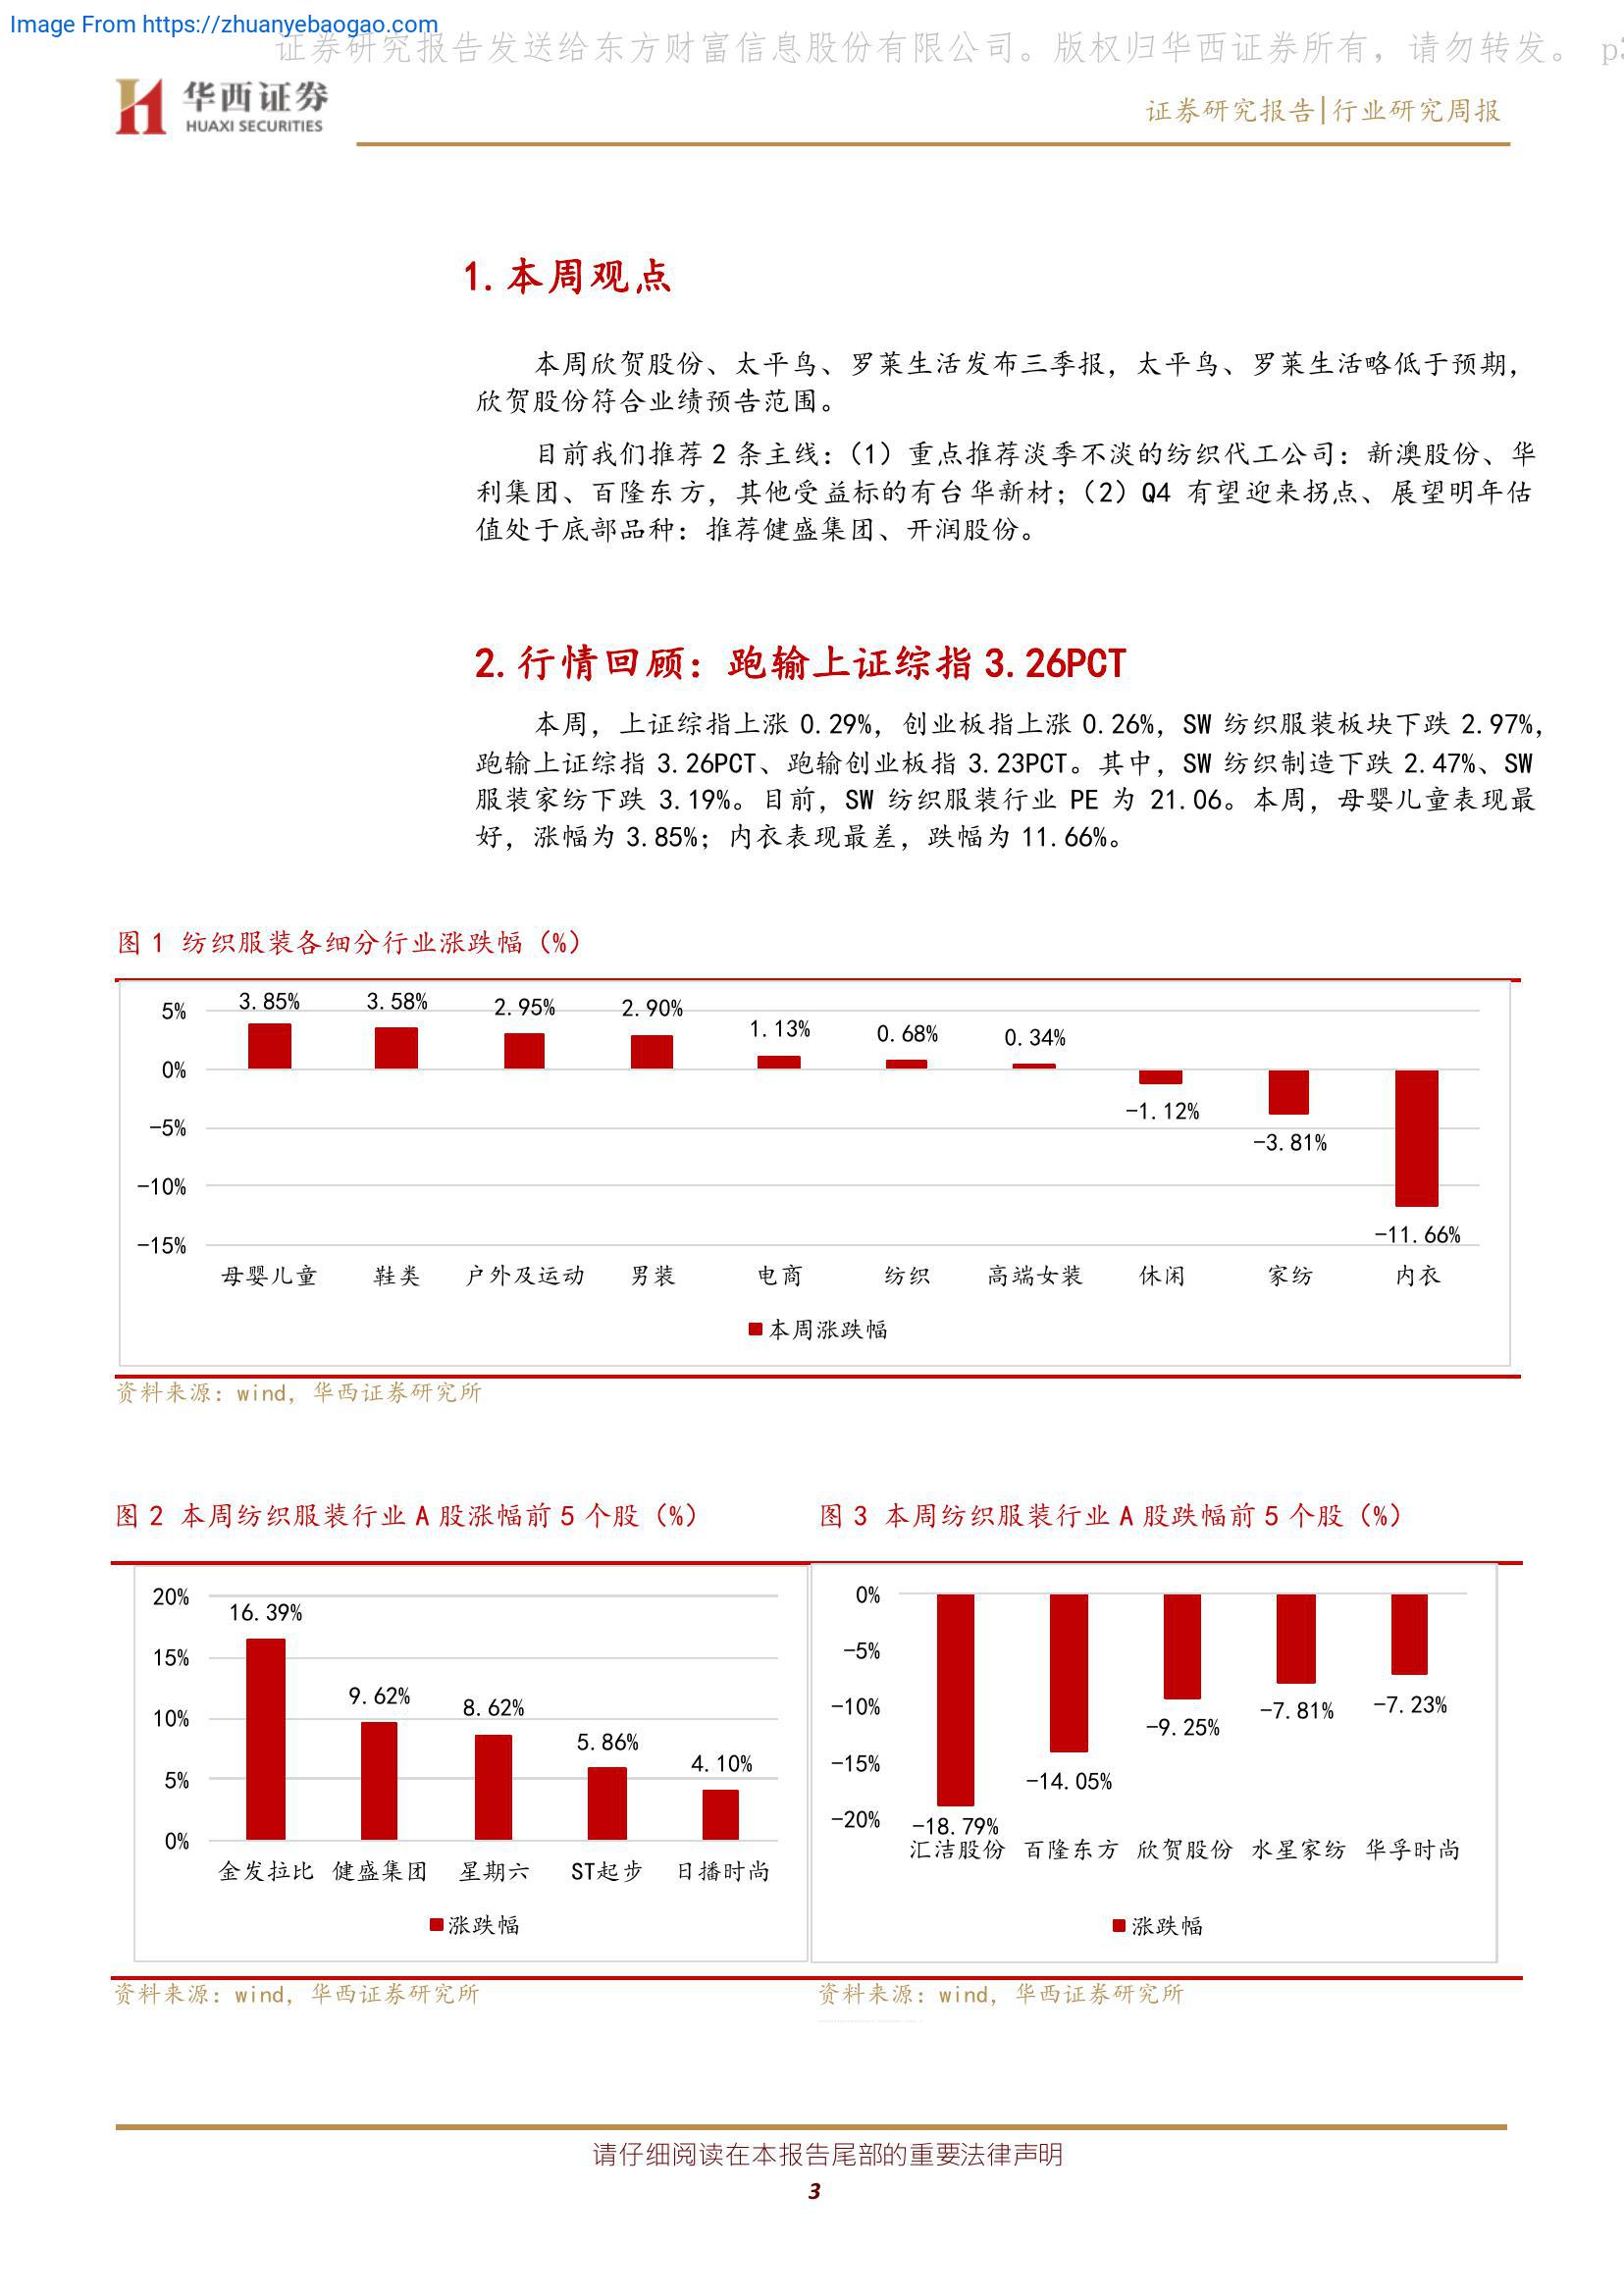 Image From https://zhuanyebaogao.com
证券研究报告发送给东方财富信息股份有限公司。版权归华西证券所有，请勿转发。 p3
华西证券
HUAXI SECURITIES
证券研究报告|行业研究周报
1.本周观点
本周欣贺股份、太平鸟、罗莱生活发布三季报，太平鸟、罗莱生活略低于预期，
欣贺股份符合业绩预告范围。
目前我们推荐 2 条主线：（1）重点推荐淡季不淡的纺织代工公司：新澳股份、华
利集团、百隆东方，其他受益标的有台华新材；（2）Q4 有望迎来拐点、展望明年估
值处于底部品种：推荐健盛集团、开润股份。
2.行情回顾：跑输上证综指 3.26PCT
本周，上证综指上涨 0.29%，创业板指上涨 0.26%，SW 纺织服装板块下跌 2.97%，
跑输上证综指 3.26PCT、跑输创业板指 3.23PCT。其中，SW 纺织制造下跌 2.47%、SW
服装家纺下跌 3.19%。目前，SW 纺织服装行业 PE 为 21.06。本周，母婴儿童表现最
好，涨幅为 3.85%；内衣表现最差，跌幅为 11.66%。
图 1 纺织服装各细分行业涨跌幅（%）
5%
0%
-5%
-10%
-15%
3.85% 3.58% 2.95% 2.90% 1.13% 0.68% 0.34% -1.12% -3.81% -11.66%
母婴儿童 鞋类 户外及运动 男装 电商 纺织 高端女装 休闲 家纺 内衣
本周涨跌幅
资料来源：wind，华西证券研究所
图 2 本周纺织服装行业 A 股涨幅前 5 个股（%）
20%
15%
10%
5%
0%
16.39% 9.62% 8.62% 5.86% 4.10%
金发拉比 健盛集团 星期六 ST起步 日播时尚
涨跌幅
资料来源：wind，华西证券研究所
图 3 本周纺织服装行业 A 股跌幅前 5 个股（%）
0%
-5%
-10%
-15%
-20%
-18.79% -14.05% -9.25% -7.81% -7.23%
汇洁股份 百隆东方 欣贺股份 水星家纺 华孚时尚
涨跌幅
资料来源：wind，华西证券研究所
请仔细阅读在本报告尾部的重要法律声明
3